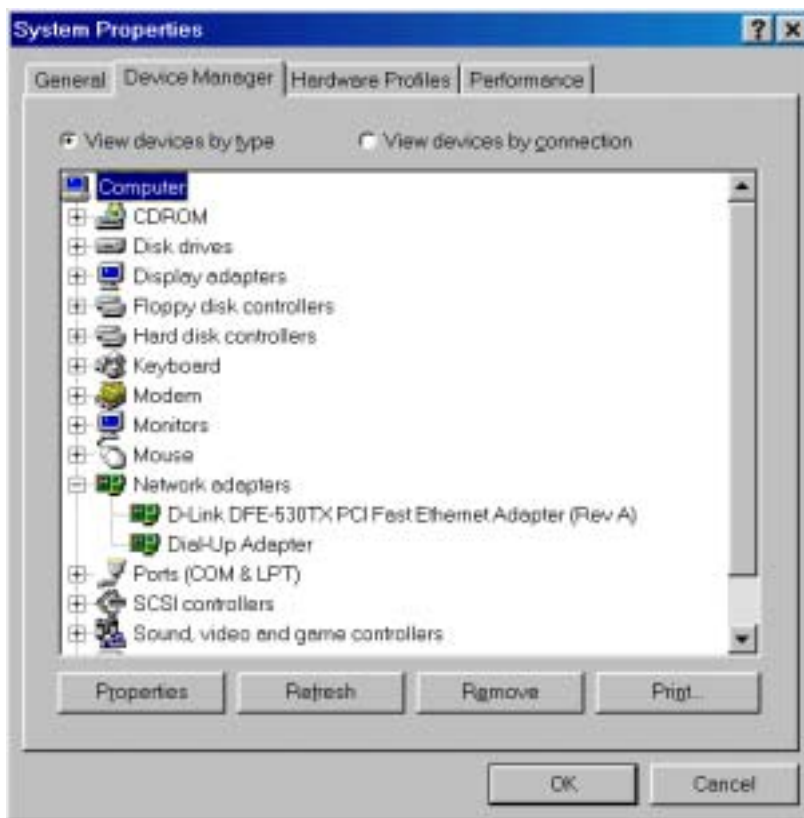 System Properties
General Device Manager Hardware Profiles Performance
View devices by type View devices by connection
Computer
CDROM
Disk drives
Display adapters
Floppy disk controllers
Hard disk controllers
Keyboard
Modem
Monitors
Mouse
Network adapters
D-Link DFE-530TX PCI Fast Ethernet Adapter (Rev A)
Dial-Up Adapter
Ports (COM & LPT)
SCSI controllers
Sound, video and game controllers
Properties Refresh Remove Print...
OK Cancel